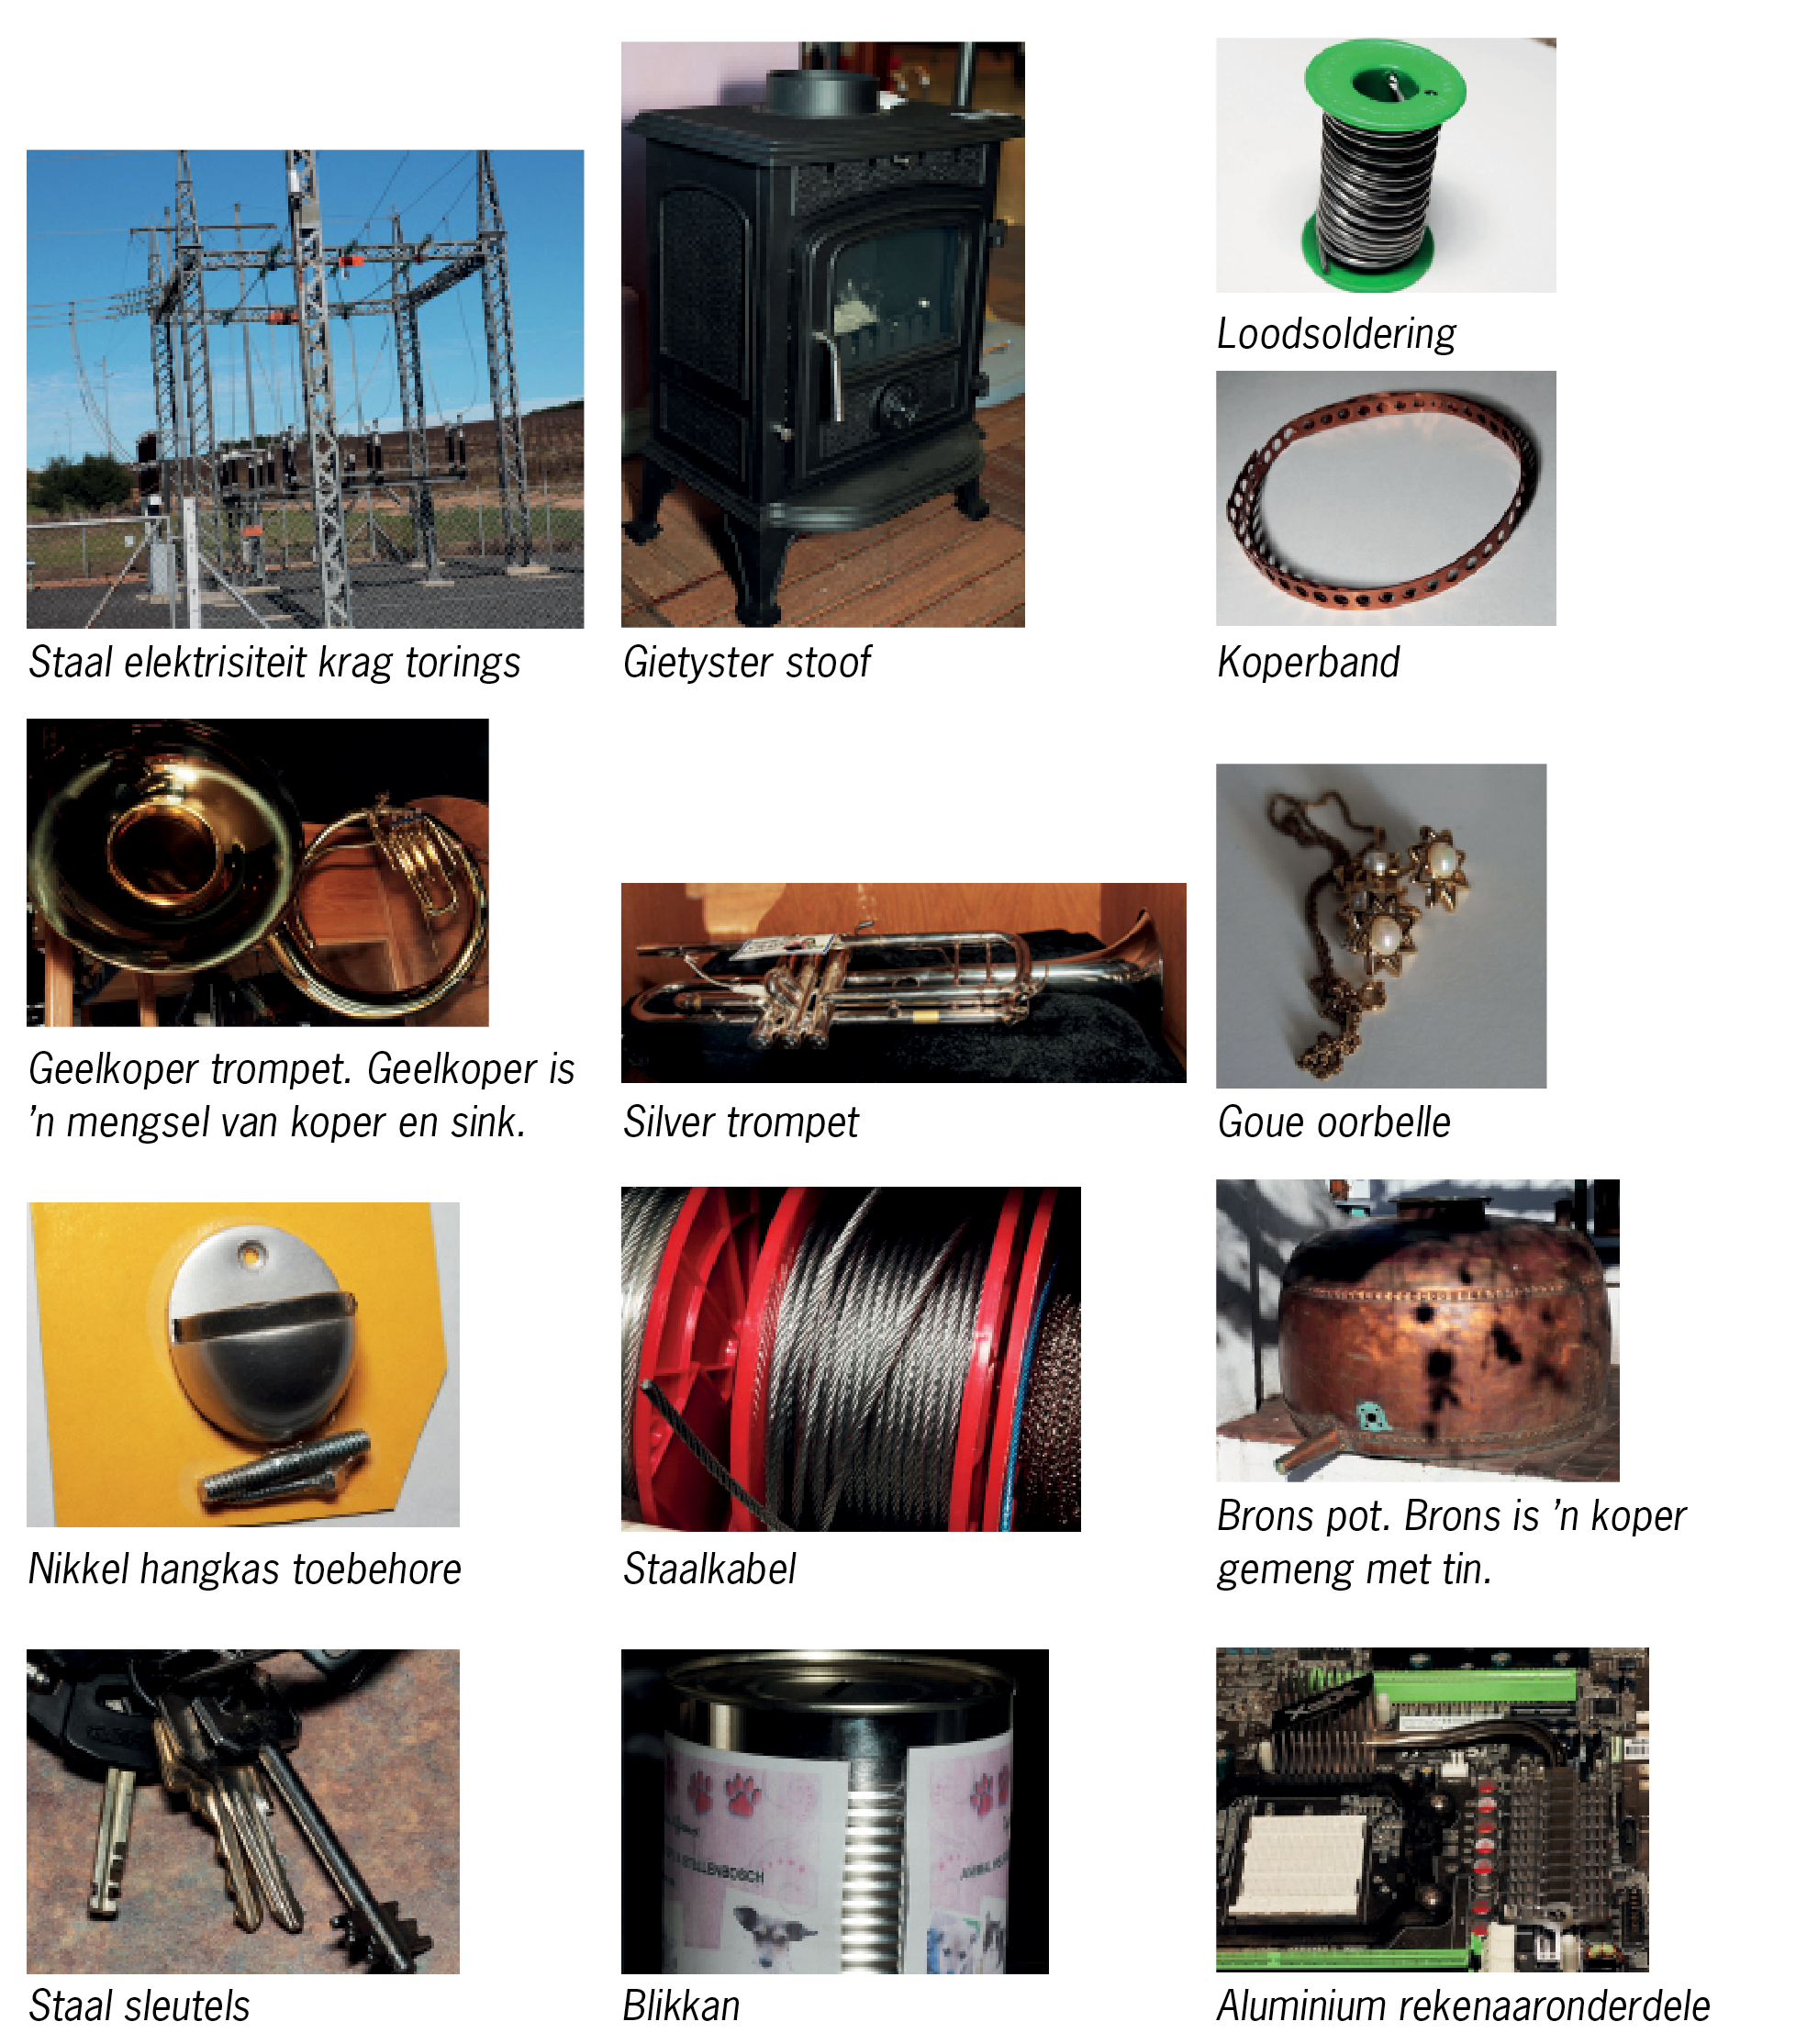 Loodsoldering
Staal elektrisiteit krag torings
Gietyster stoof
Koperband
Geelkoper trompet. Geelkoper is
’n mengsel van koper en sink.
Silver trompet
Goue oorbelle
Nikkel hangkas toebehore
Staalkabel
Brons pot. Brons is ’n koper
gemeng met tin.
STELLENBOSCH
Staal sleutels
Blikkan
Aluminium rekenaaronderdele